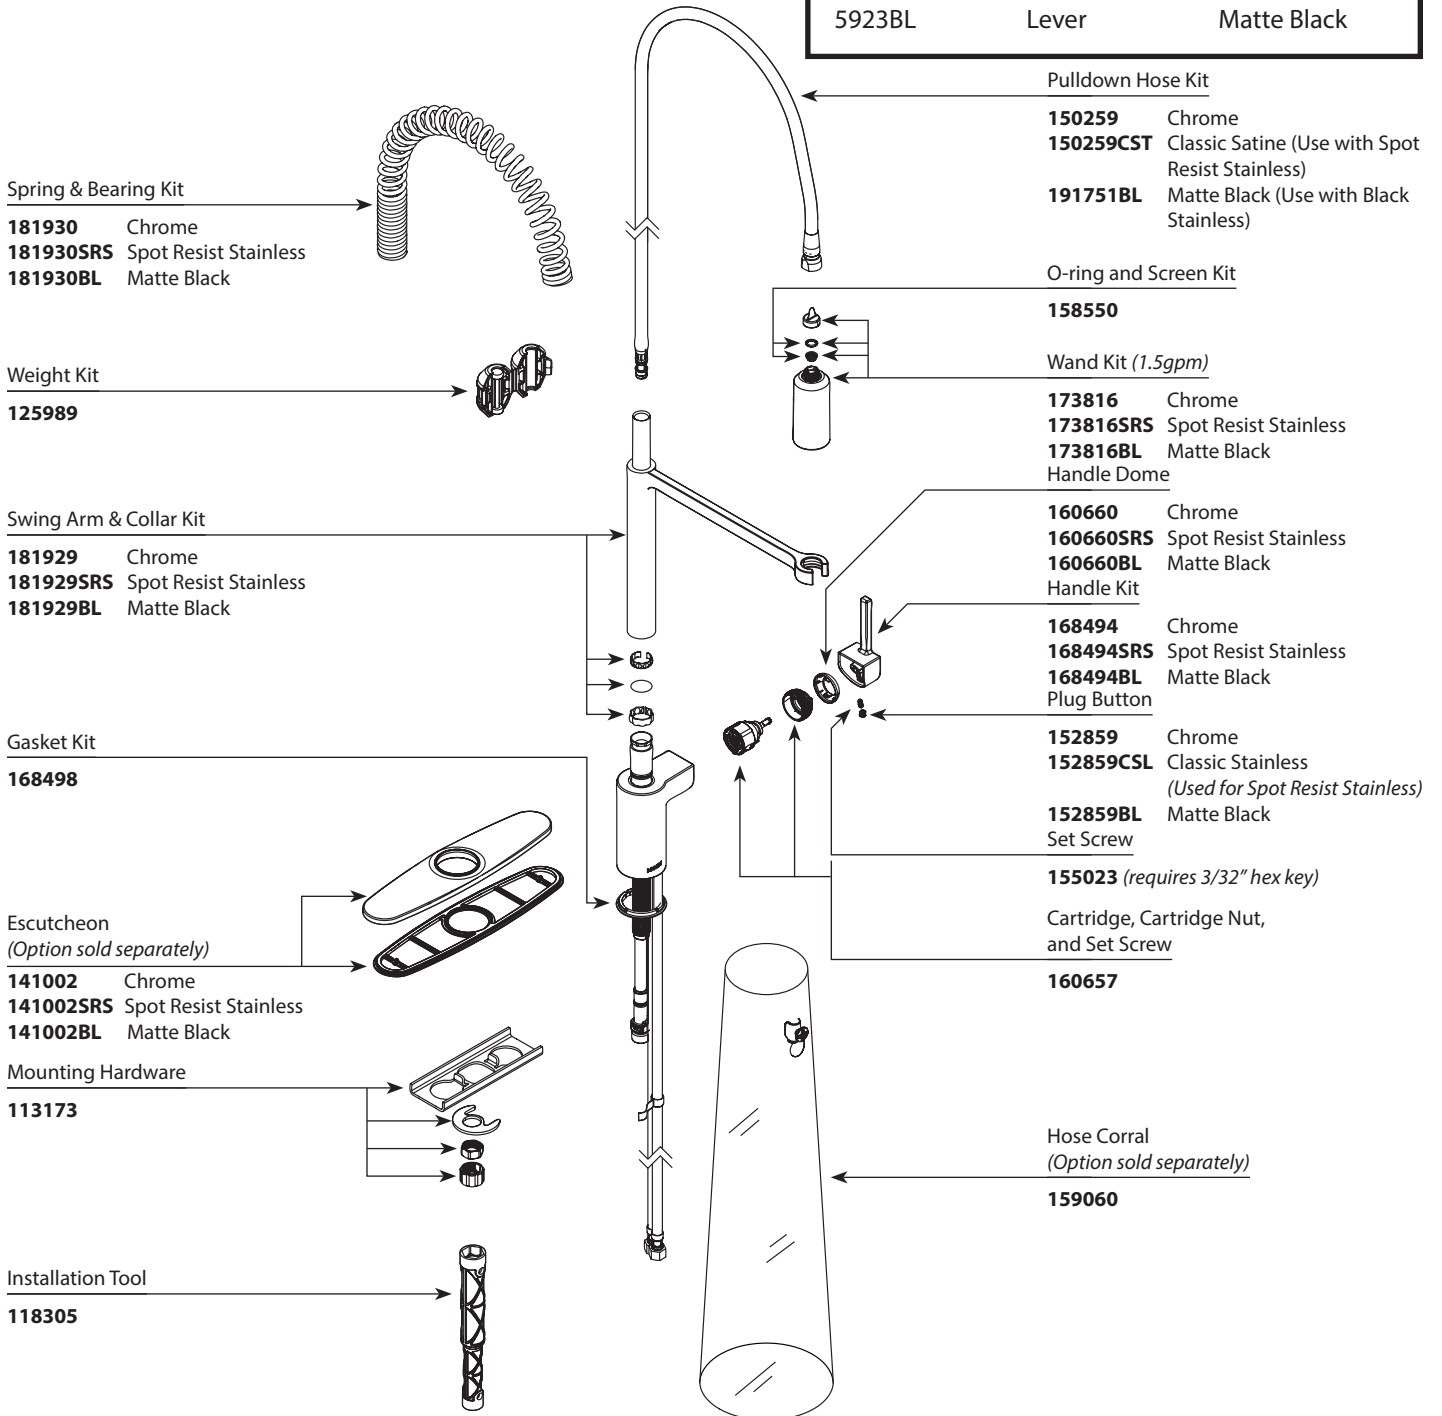 5923BL Lever Matte Black
Pulldown Hose Kit
150259 Chrome
150259CST Classic Satine (Use with Spot
Resist Stainless)
191751BL Matte Black (Use with Black
Stainless)
Spring & Bearing Kit
181930 Chrome
181930SRS Spot Resist Stainless
181930BL Matte Black
O-ring and Screen Kit
158550
Weight Kit
125989
Wand Kit (1.5gpm)
173816 Chrome
173816SRS Spot Resist Stainless
173816BL Matte Black
Handle Dome
160660 Chrome
160660SRS Spot Resist Stainless
160660BL Matte Black
Swing Arm & Collar Kit
181929 Chrome
181929SRS Spot Resist Stainless
181929BL Matte Black
Handle Kit
168494 Chrome
168494SRS Spot Resist Stainless
168494BL Matte Black
Plug Button
152859 Chrome
152859CSL Classic Stainless
(Used for Spot Resist Stainless)
152859BL Matte Black
Gasket Kit
168498
Set Screw
155023 (requires 3/32” hex key)
Cartridge, Cartridge Nut,
and Set Screw
160657
Escutcheon
(Option sold separately)
141002 Chrome
141002SRS Spot Resist Stainless
141002BL Matte Black
Mounting Hardware
113173
Hose Corral
(Option sold separately)
159060
Installation Tool
118305